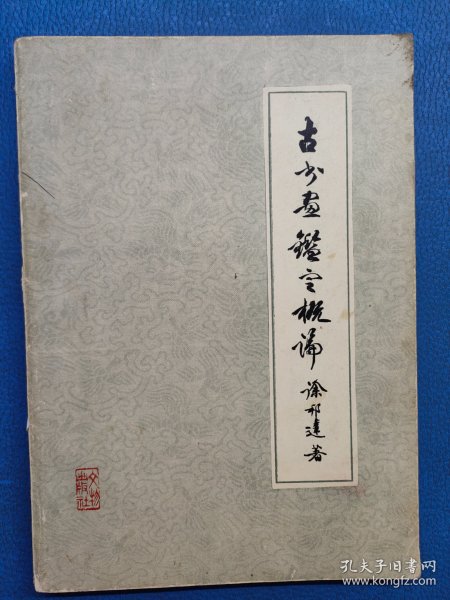 古书画鑑定概论
徐邦达著
文物
出版社
孔夫子旧书网
www.kongfz.com